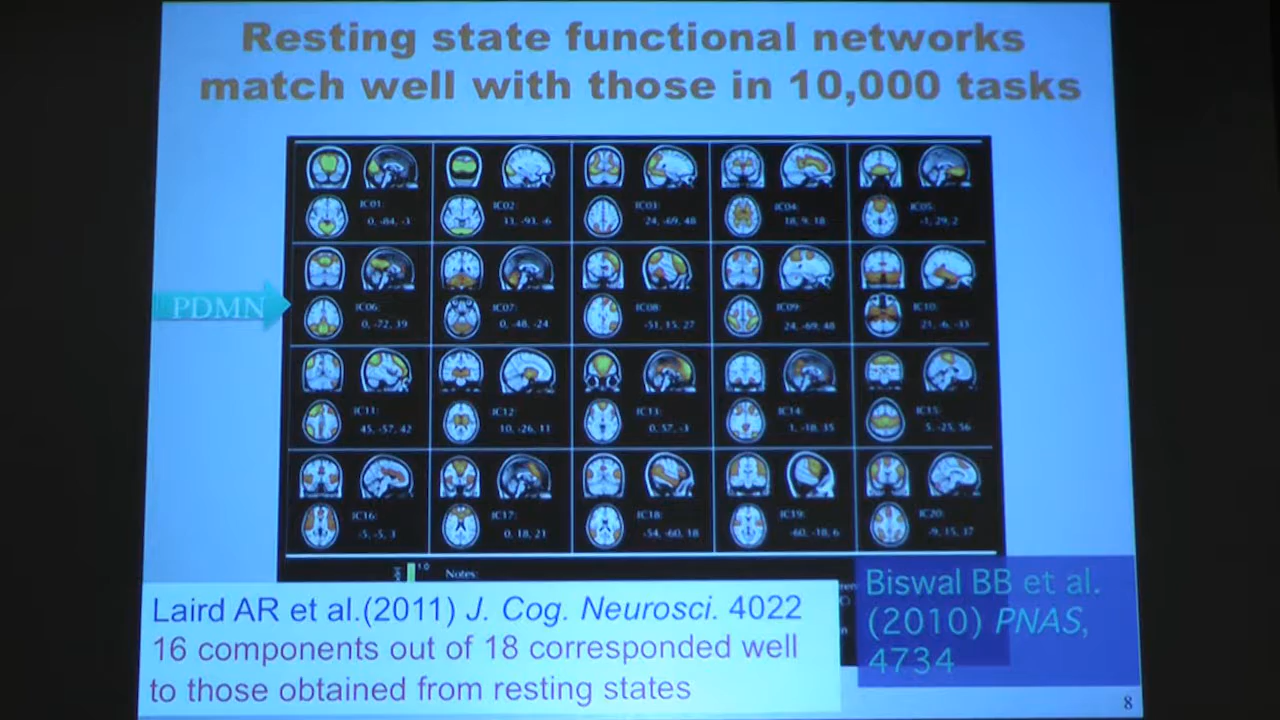 Resting state functional networks
match well with those in 10,000 tasks
IC01:
0, -84, -3
IC02:
33, -93, -6
IC03:
24, -69, 48
IC04:
18, 9, 18
IC05:
-3, 29, 2
PDMN
IC06:
0, -72, 39
IC07:
0, -48, -24
IC08:
-51, 15, 27
IC09:
24, -69, 48
IC10:
21, -6, -33
IC11:
45, -57, 42
IC12:
10, -26, 11
IC13:
0, 57, -3
IC14:
1, -18, 35
IC15:
5, -25, 56
IC16:
-5, -5, 3
IC17:
0, 18, 21
IC18:
-54, -60, 18
IC19:
-60, -18, 6
IC20:
-9, 15, 37
1.0
Notes:
Laird AR et al.(2011) J. Cog. Neurosci. 4022
16 components out of 18 corresponded well
to those obtained from resting states
Biswal BB et al.
(2010) PNAS,
4734
8